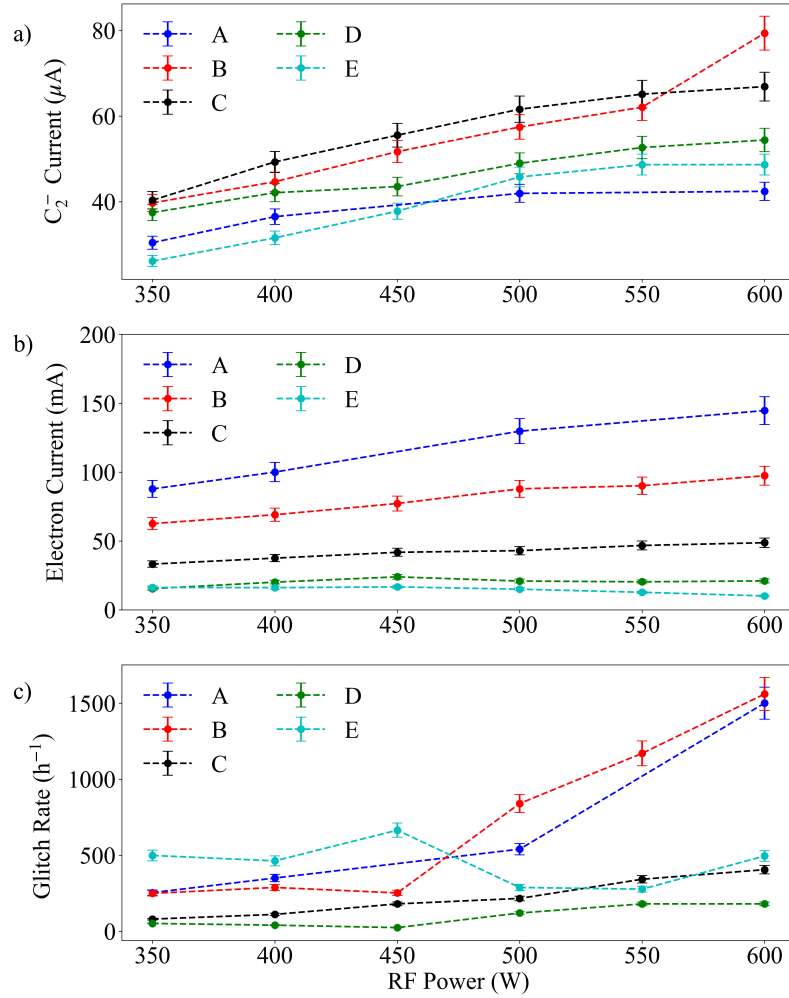 a)
C₂⁻ Current (μA)
80
60
40
A D
B E
C
350 400 450 500 550 600
b)
Electron Current (mA)
200
150
100
50
0
A D
B E
C
350 400 450 500 550 600
c)
Glitch Rate (h⁻¹)
1500
1000
500
0
A D
B E
C
350 400 450 500 550 600
RF Power (W)